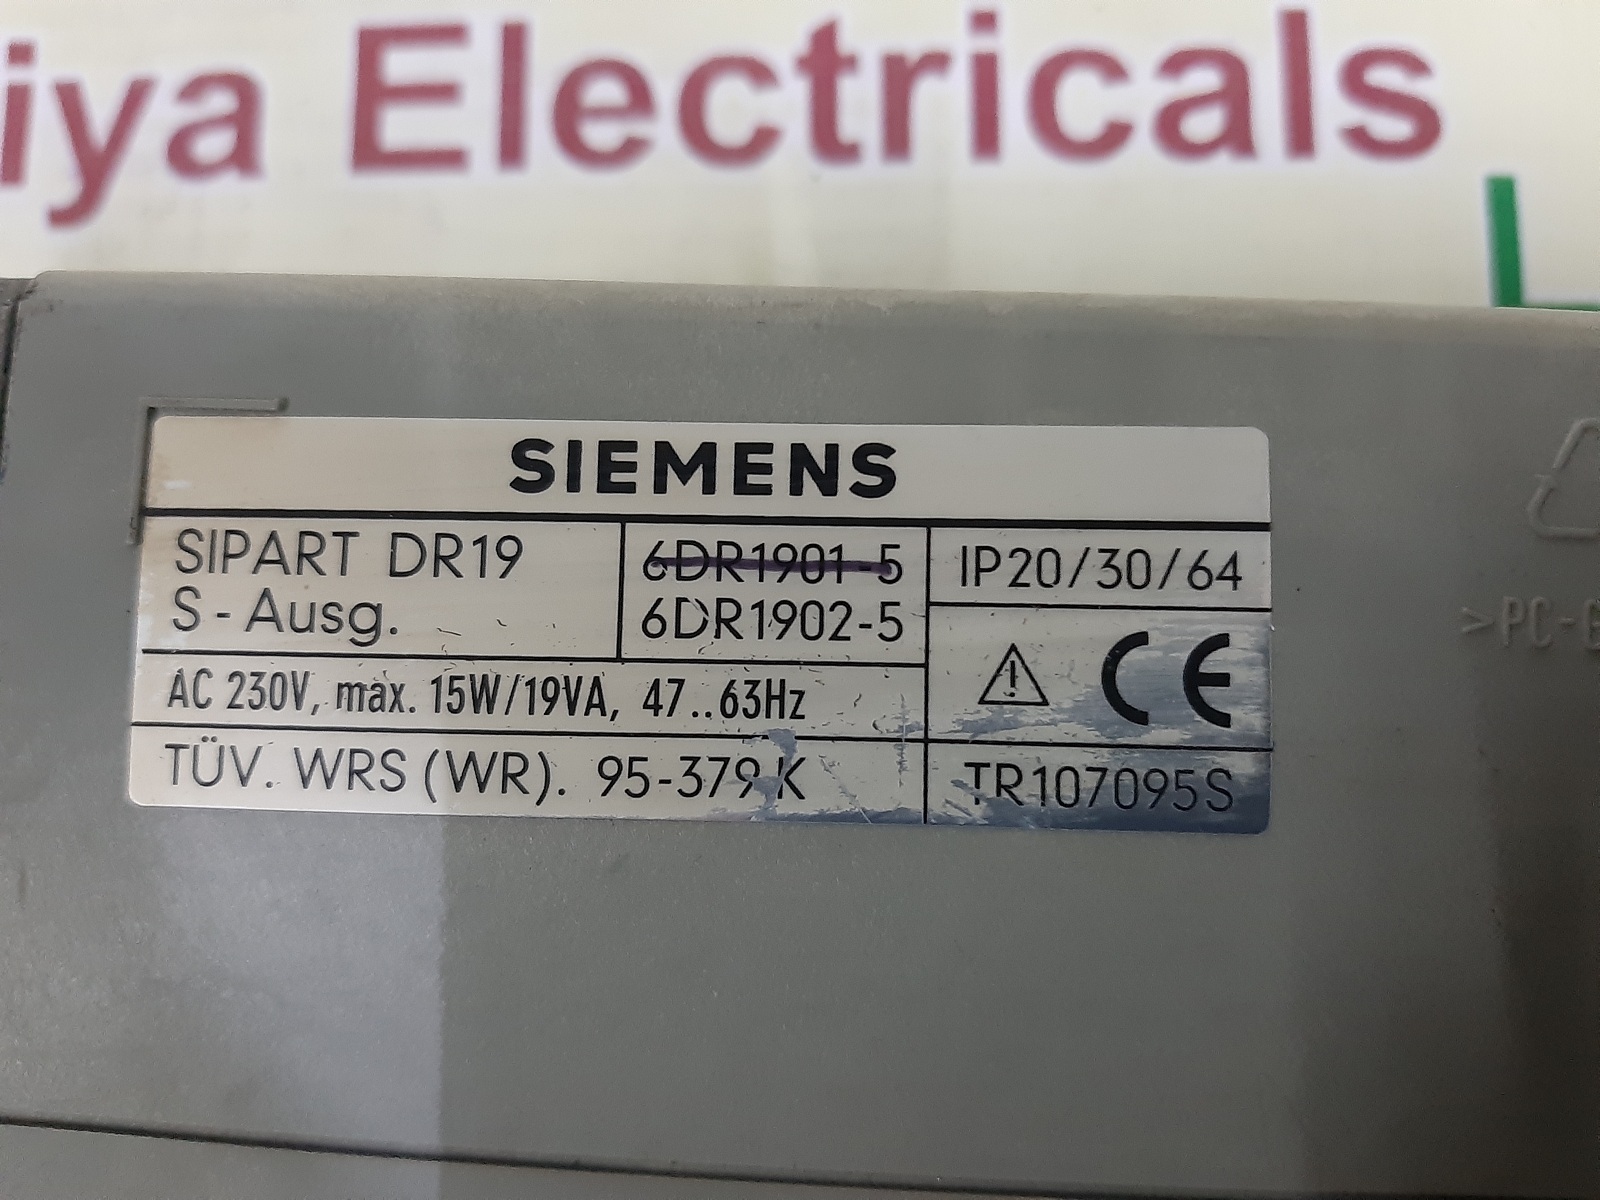 iya Electricals
SIEMENS
SIPART DR19
S-Ausg.
6DR1901-5
6DR1902-5
IP20/30/64
CE
AC 230V, max. 15W/19VA, 47..63Hz
TÜV. WRS (WR). 95-379 K
TR107095S
>PC-